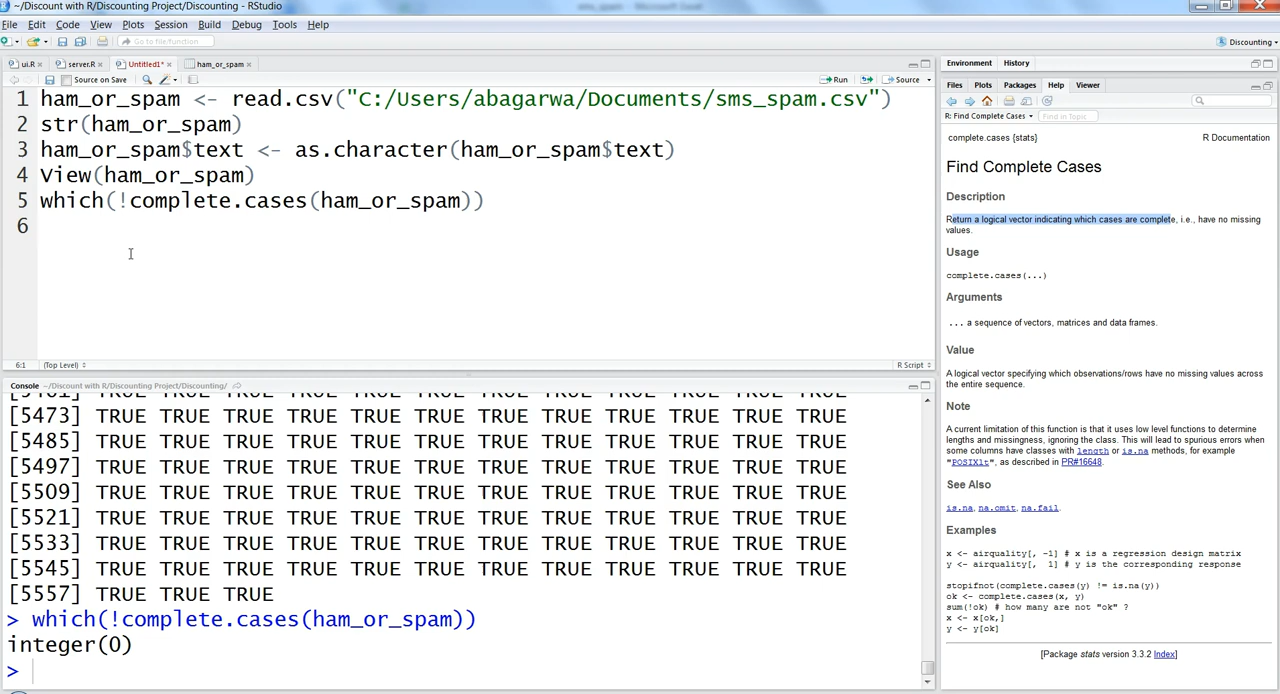 ~/Discount with R/Discounting Project/Discounting - RStudio
File Edit Code View Plots Session Build Debug Tools Help
Go to file/function
Discounting
ui.R server.R Untitled1* ham_or_spam
Source on Save Run Source
1 ham_or_spam <- read.csv("C:/Users/abagarwa/Documents/sms_spam.csv")
2 str(ham_or_spam)
3 ham_or_spam$text <- as.character(ham_or_spam$text)
4 View(ham_or_spam)
5 which(!complete.cases(ham_or_spam))
6
6:1 (Top Level) R Script
Console ~/Discount with R/Discounting Project/Discounting/
[5473] TRUE TRUE TRUE TRUE TRUE TRUE TRUE TRUE TRUE TRUE TRUE TRUE
[5485] TRUE TRUE TRUE TRUE TRUE TRUE TRUE TRUE TRUE TRUE TRUE TRUE
[5497] TRUE TRUE TRUE TRUE TRUE TRUE TRUE TRUE TRUE TRUE TRUE TRUE
[5509] TRUE TRUE TRUE TRUE TRUE TRUE TRUE TRUE TRUE TRUE TRUE TRUE
[5521] TRUE TRUE TRUE TRUE TRUE TRUE TRUE TRUE TRUE TRUE TRUE TRUE
[5533] TRUE TRUE TRUE TRUE TRUE TRUE TRUE TRUE TRUE TRUE TRUE TRUE
[5545] TRUE TRUE TRUE TRUE TRUE TRUE TRUE TRUE TRUE TRUE TRUE TRUE
[5557] TRUE TRUE TRUE
> which(!complete.cases(ham_or_spam))
integer(0)
>
Environment History
Files Plots Packages Help Viewer
R: Find Complete Cases Find in Topic
complete.cases {stats} R Documentation
Find Complete Cases
Description
Return a logical vector indicating which cases are complete, i.e., have no missing
values.
Usage
complete.cases(...)
Arguments
... a sequence of vectors, matrices and data frames.
Value
A logical vector specifying which observations/rows have no missing values across
the entire sequence.
Note
A current limitation of this function is that it uses low level functions to determine
lengths and missingness, ignoring the class. This will lead to spurious errors when
some columns have classes with length or is.na methods, for example
"POSIXlt", as described in PR#16648.
See Also
is.na, na.omit, na.fail.
Examples
x <- airquality[, -1] # x is a regression design matrix
y <- airquality[, 1] # y is the corresponding response
stopifnot(complete.cases(y) != is.na(y))
ok <- complete.cases(x, y)
sum(!ok) # how many are not "ok" ?
x <- x[ok,]
y <- y[ok]
[Package stats version 3.3.2 Index]